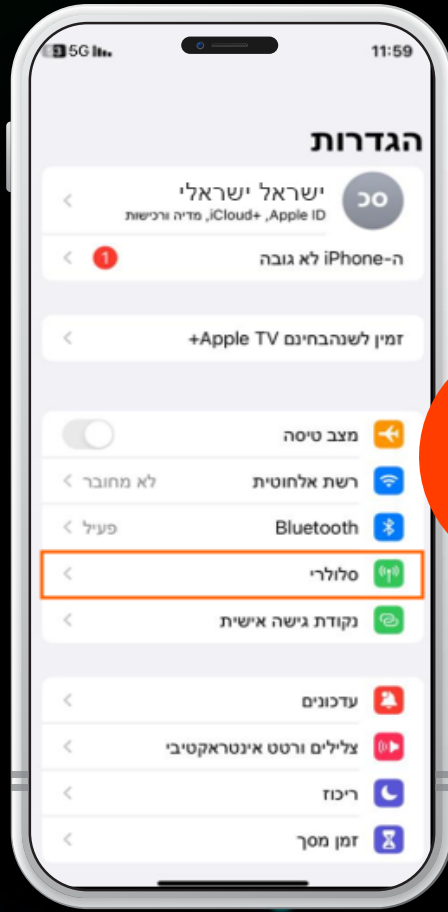 5G 11:59
הגדרות
ישראל ישראלי
Apple ID, ‏iCloud+, מדיה ורכישות
ה-iPhone לא גובה 1
זמין לשנהבחינם Apple TV+
מצב טיסה
רשת אלחוטית לא מחובר
Bluetooth פעיל
סלולרי
נקודת גישה אישית
עדכונים
צלילים ורטט אינטראקטיבי
ריכוז
זמן מסך